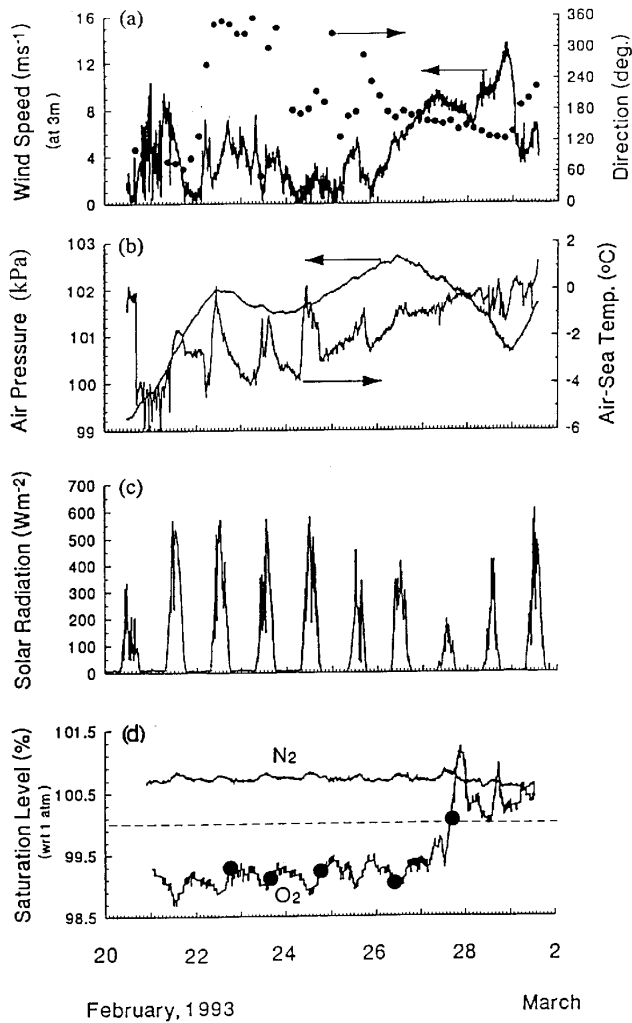 (a)
16
12
8
4
0
Wind Speed (ms-1)
(at 3m)
360
300
240
180
120
60
0
Direction (deg.)
(b)
103
102
101
100
99
Air Pressure (kPa)
2
0
-2
-4
-6
Air-Sea Temp. (oC)
(c)
700
600
500
400
300
200
100
0
Solar Radiation (Wm-2)
(d)
101.5
100.5
99.5
98.5
Saturation Level (%)
(wrt 1 atm)
N2
O2
20 22 24 26 28 2
February, 1993 March